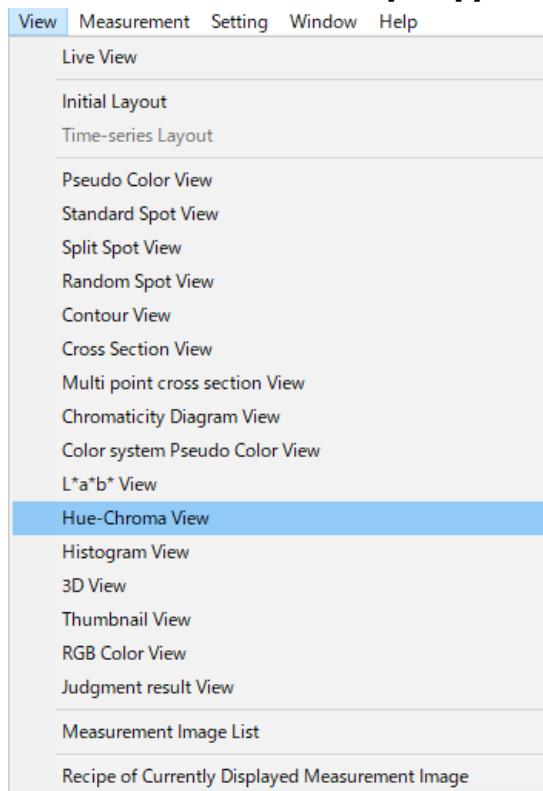 View Measurement Setting Window Help
Live View
Initial Layout
Time-series Layout
Pseudo Color View
Standard Spot View
Split Spot View
Random Spot View
Contour View
Cross Section View
Multi point cross section View
Chromaticity Diagram View
Color system Pseudo Color View
L*a*b* View
Hue-Chroma View
Histogram View
3D View
Thumbnail View
RGB Color View
Judgment result View
Measurement Image List
Recipe of Currently Displayed Measurement Image